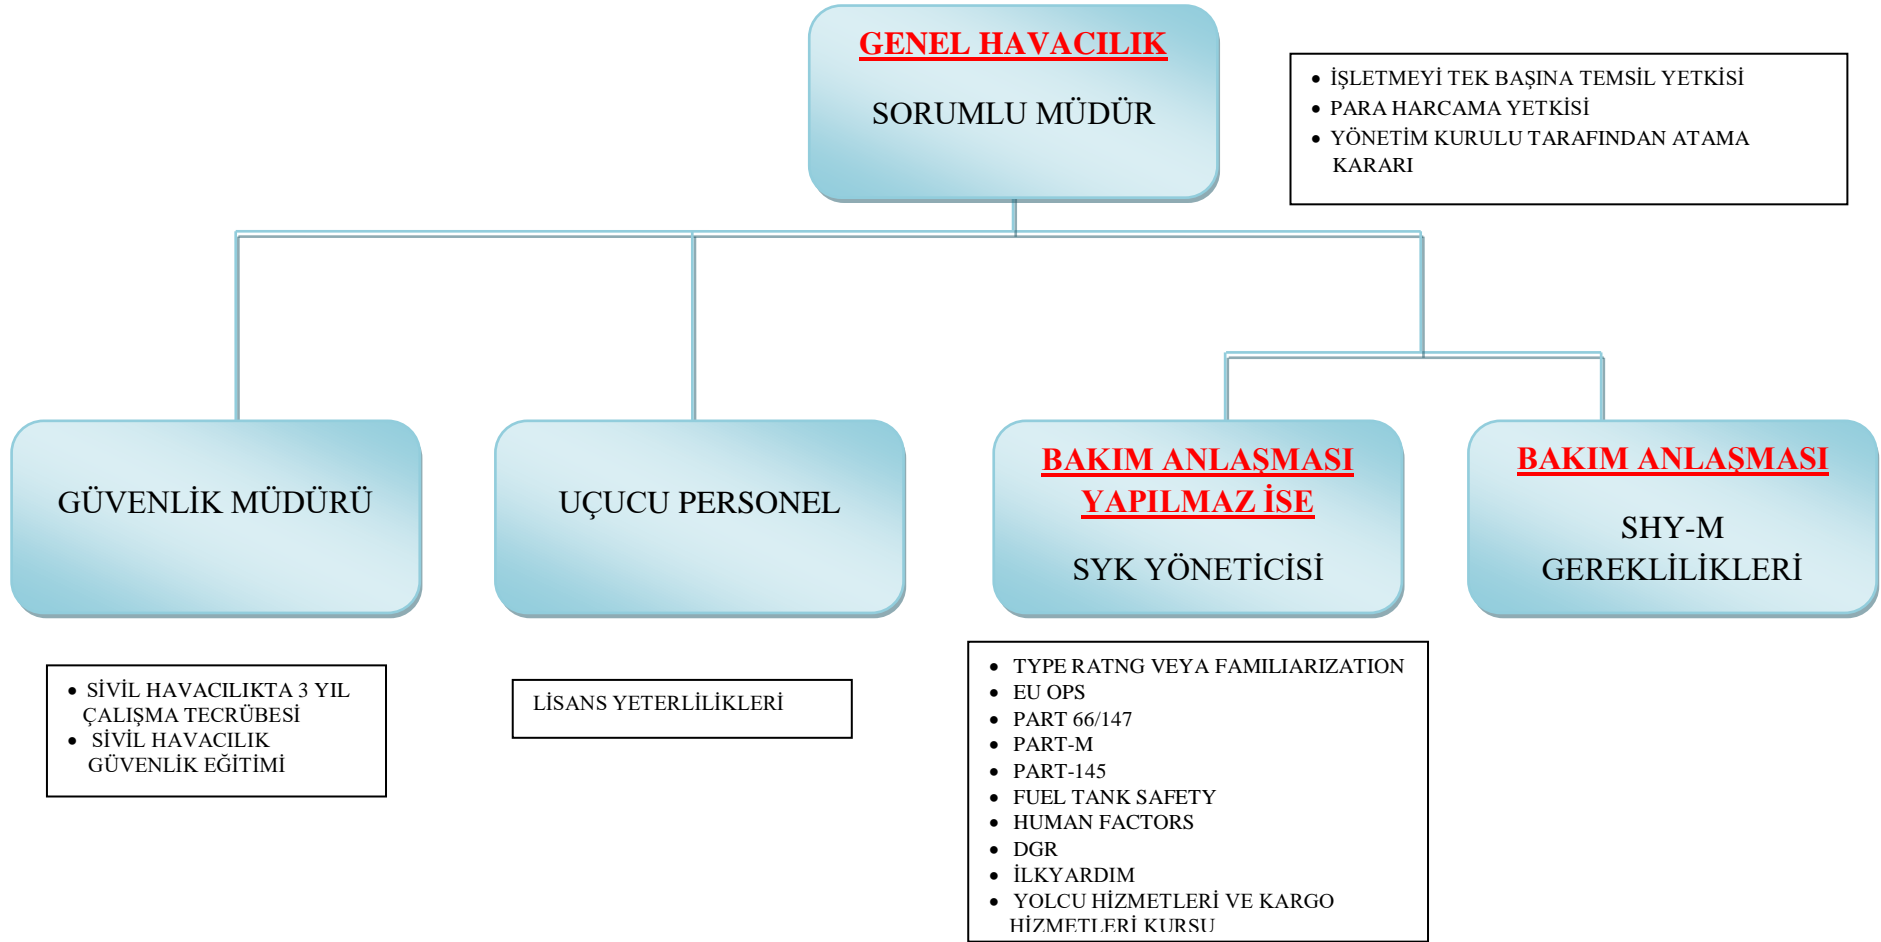 GENEL HAVACILIK
SORUMLU MÜDÜR
• İŞLETMEYİ TEK BAŞINA TEMSİL YETKİSİ
• PARA HARCAMA YETKİSİ
• YÖNETİM KURULU TARAFINDAN ATAMA
KARARI
GÜVENLİK MÜDÜRÜ
UÇUCU PERSONEL
BAKIM ANLAŞMASI
YAPILMAZ İSE
SYK YÖNETİCİSİ
BAKIM ANLAŞMASI
SHY-M
GEREKLİLİKLERİ
• SİVİL HAVACILIKTA 3 YIL
ÇALIŞMA TECRÜBESİ
• SİVİL HAVACILIK
GÜVENLİK EĞİTİMİ
LİSANS YETERLİLİKLERİ
• TYPE RATNG VEYA FAMILIARIZATION
• EU OPS
• PART 66/147
• PART-M
• PART-145
• FUEL TANK SAFETY
• HUMAN FACTORS
• DGR
• İLKYARDIM
• YOLCU HİZMETLERİ VE KARGO
HİZMETLERİ KURSU